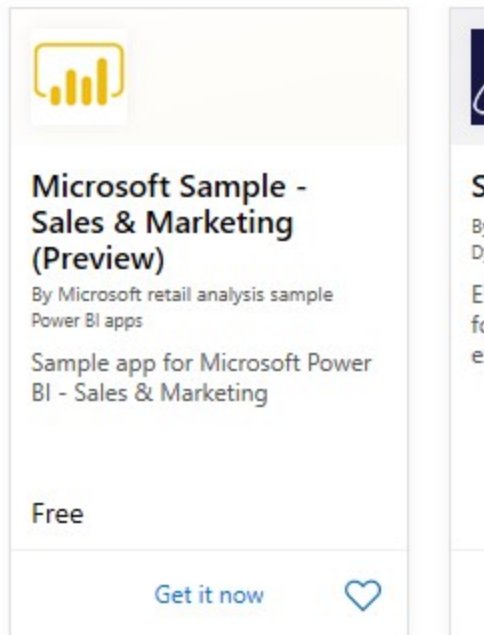 Microsoft Sample -
Sales & Marketing
(Preview)
By Microsoft retail analysis sample
Power BI apps
Sample app for Microsoft Power
BI - Sales & Marketing
Free
Get it now